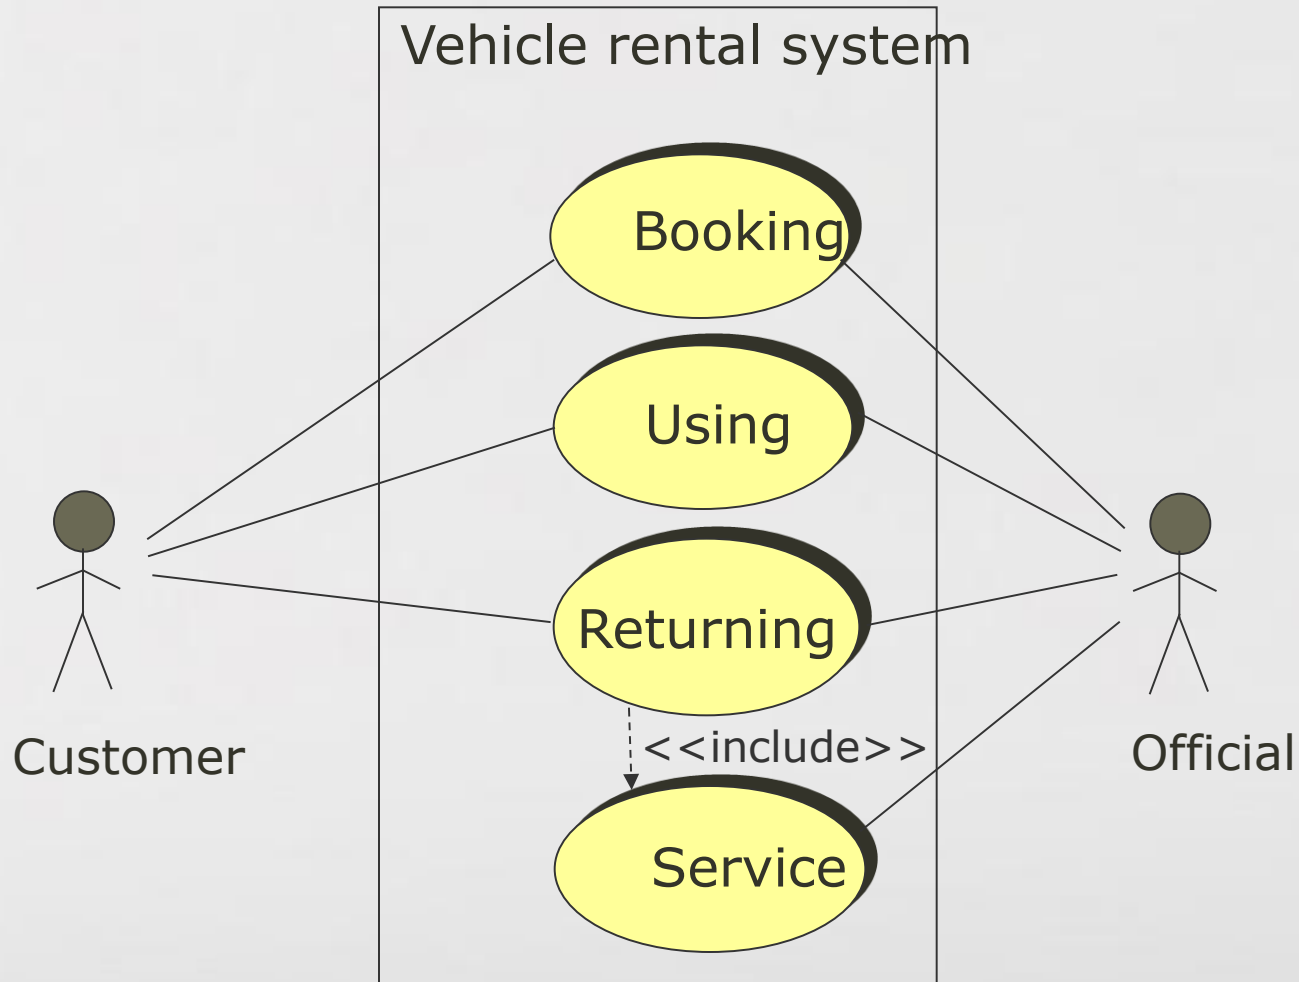 Vehicle rental system
Booking
Using
Returning
<<include>>
Customer
Official
Service